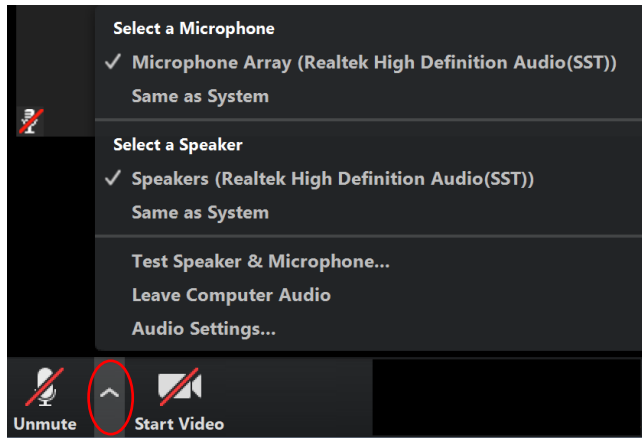 Select a Microphone
Microphone Array (Realtek High Definition Audio(SST))
Same as System
Select a Speaker
Speakers (Realtek High Definition Audio(SST))
Same as System
Test Speaker & Microphone...
Leave Computer Audio
Audio Settings...
Unmute
Start Video